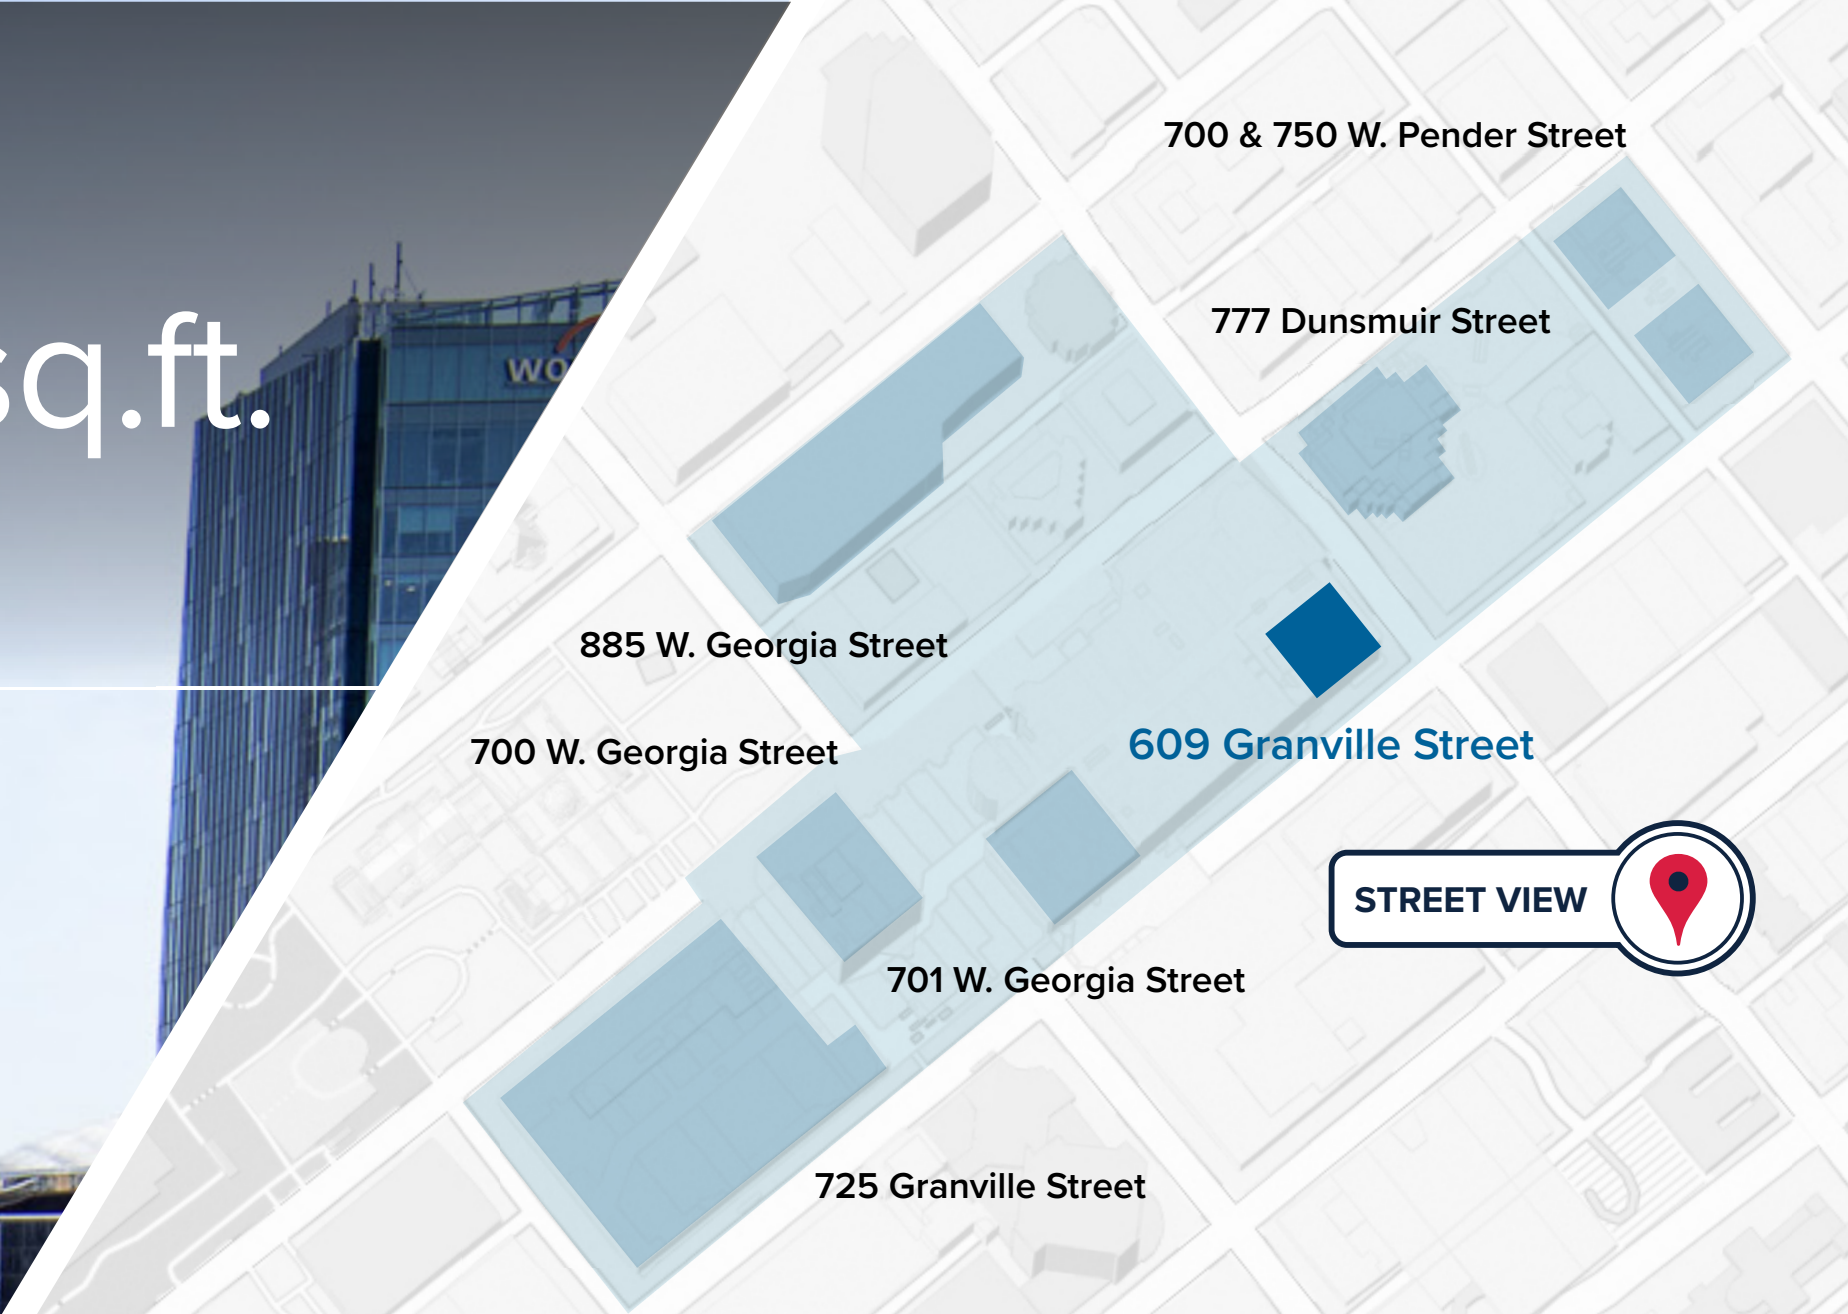 sq.ft.
WO
700 & 750 W. Pender Street
777 Dunsmuir Street
885 W. Georgia Street
609 Granville Street
700 W. Georgia Street
STREET VIEW
701 W. Georgia Street
725 Granville Street